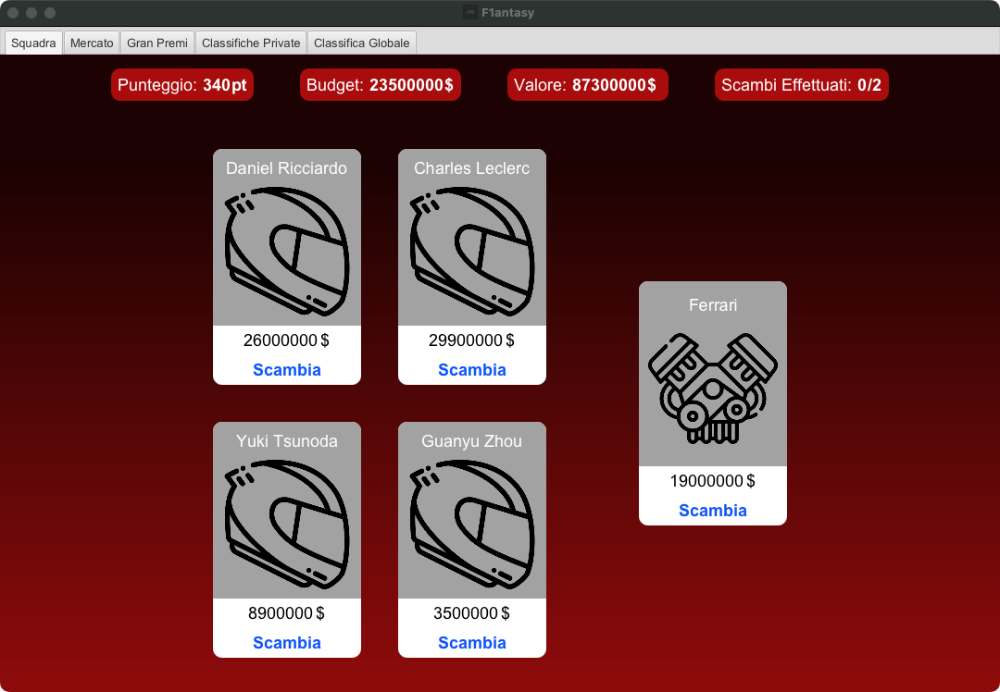 F1antasy
Squadra Mercato Gran Premi Classifiche Private Classifica Globale
Punteggio: 340pt Budget: 23500000$ Valore: 87300000$ Scambi Effettuati: 0/2
Daniel Ricciardo
26000000 $
Scambia
Charles Leclerc
29900000 $
Scambia
Yuki Tsunoda
8900000 $
Scambia
Guanyu Zhou
3500000 $
Scambia
Ferrari
19000000 $
Scambia